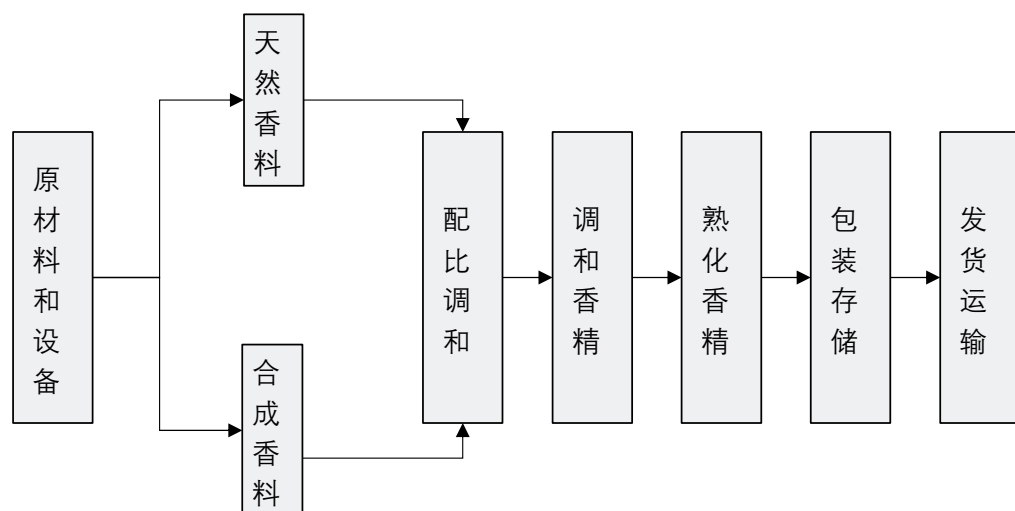 原材料和设备
天然香料
合成香料
配比调和
调和香精
熟化香精
包装存储
发货运输